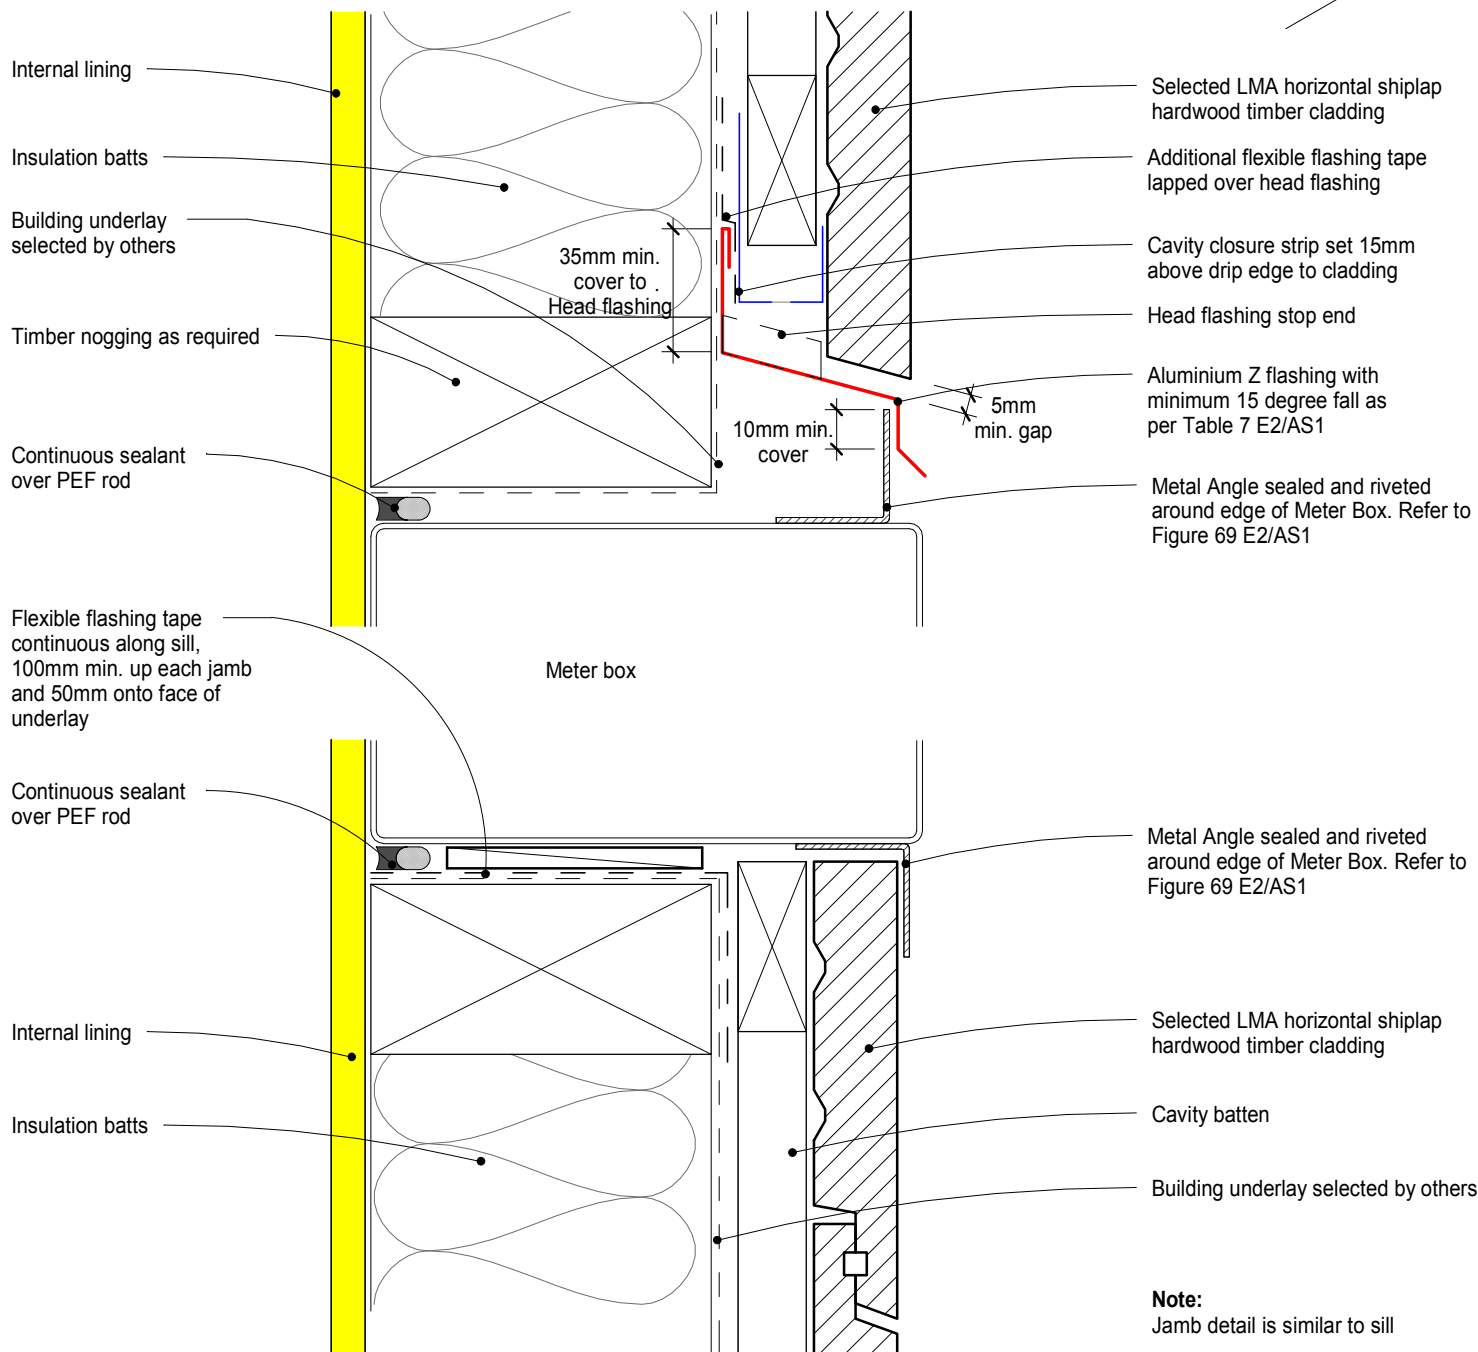 Internal lining
Insulation batts
Building underlay
selected by others
Timber nogging as required
Continuous sealant
over PEF rod
Flexible flashing tape
continuous along sill,
100mm min. up each jamb
and 50mm onto face of
underlay
Continuous sealant
over PEF rod
Internal lining
Insulation batts
35mm min.
cover to .
Head flashing
10mm min.
cover
5mm
min. gap
Meter box
Selected LMA horizontal shiplap
hardwood timber cladding
Additional flexible flashing tape
lapped over head flashing
Cavity closure strip set 15mm
above drip edge to cladding
Head flashing stop end
Aluminium Z flashing with
minimum 15 degree fall as
per Table 7 E2/AS1
Metal Angle sealed and riveted
around edge of Meter Box. Refer to
Figure 69 E2/AS1
Metal Angle sealed and riveted
around edge of Meter Box. Refer to
Figure 69 E2/AS1
Selected LMA horizontal shiplap
hardwood timber cladding
Cavity batten
Building underlay selected by others
Note:
Jamb detail is similar to sill